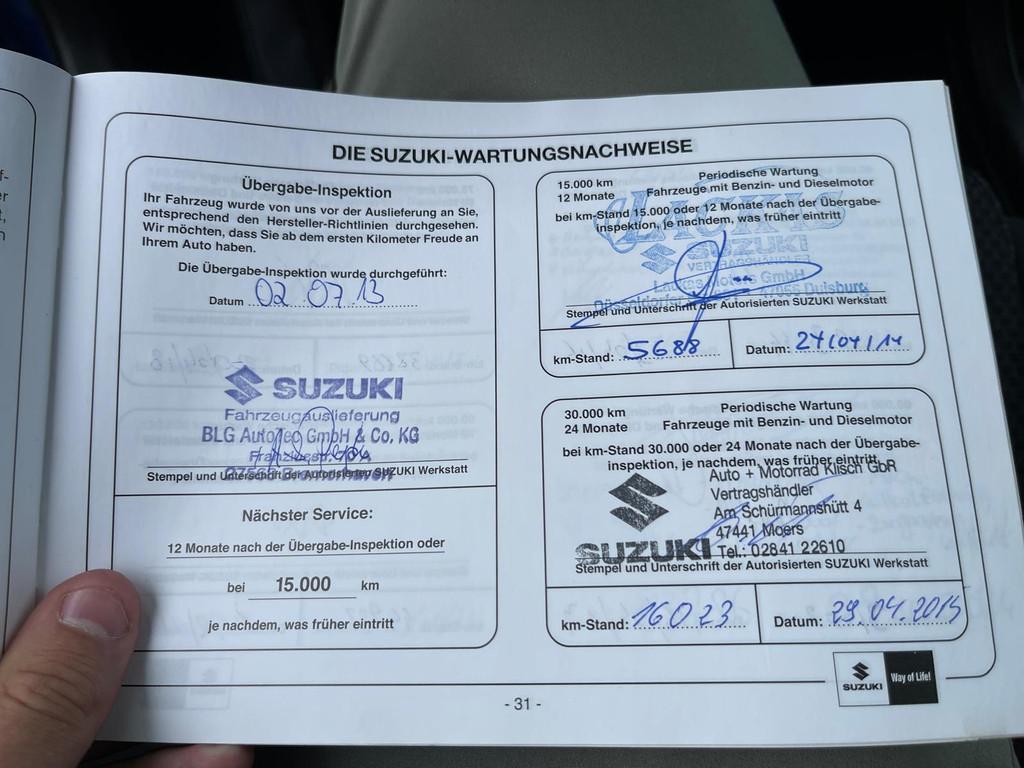 DIE SUZUKI-WARTUNGSNACHWEISE
Übergabe-Inspektion
Ihr Fahrzeug wurde von uns vor der Auslieferung an Sie,
entsprechend den Hersteller-Richtlinien durchgesehen.
Wir möchten, dass Sie ab dem ersten Kilometer Freude an
Ihrem Auto haben.
Die Übergabe-Inspektion wurde durchgeführt:
Datum 02.07.13
SUZUKI
Fahrzeugauslieferung
BLG AutoTec GmbH & Co. KG
Stempel und Unterschrift der Autorisierten SUZUKI Werkstatt
Nächster Service:
12 Monate nach der Übergabe-Inspektion oder
bei 15.000 km
je nachdem, was früher eintritt
15.000 km Periodische Wartung
12 Monate Fahrzeuge mit Benzin- und Dieselmotor
bei km-Stand 15.000 oder 12 Monate nach der Übergabe-
inspektion, je nachdem, was früher eintritt
LACKAS
SUZUKI
VERTRAGSHÄNDLER
Lackas Motors GmbH
47055 Duisburg
Stempel und Unterschrift der Autorisierten SUZUKI Werkstatt
km-Stand: 5688 Datum: 24/04/14
30.000 km Periodische Wartung
24 Monate Fahrzeuge mit Benzin- und Dieselmotor
bei km-Stand 30.000 oder 24 Monate nach der Übergabe-
inspektion, je nachdem, was früher eintritt
Auto + Motorrad Klisch GbR
Vertragshändler
Am Schürmannshütt 4
47441 Moers
SUZUKI Tel.: 02841 22610
Stempel und Unterschrift der Autorisierten SUZUKI Werkstatt
km-Stand: 16023 Datum: 29.04.2015
- 31 -
SUZUKI Way of Life!